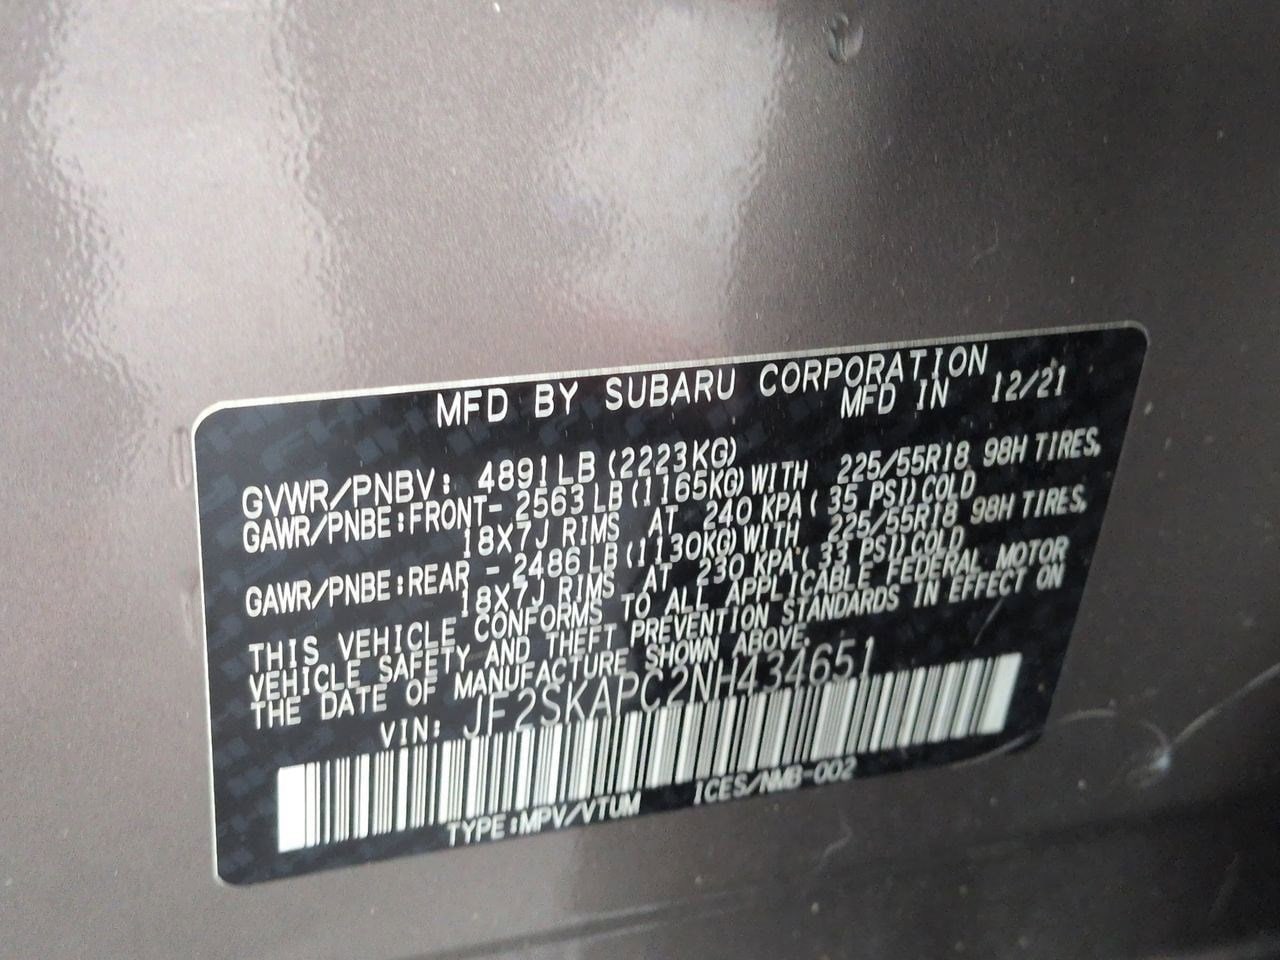 MFD BY SUBARU CORPORATION
MFD IN 12/21
GVWR/PNBV: 4891LB(2223KG)
GAWR/PNBE:FRONT- 2563LB(1165KG)WITH 225/55R18 98H TIRES,
18X7J RIMS AT 240 KPA( 35 PSI)COLD
GAWR/PNBE:REAR - 2486LB(1130KG)WITH 225/55R18 98H TIRES,
18X7J RIMS AT 230 KPA( 33 PSI)COLD
THIS VEHICLE CONFORMS TO ALL APPLICABLE FEDERAL MOTOR
VEHICLE SAFETY AND THEFT PREVENTION STANDARDS IN EFFECT ON
THE DATE OF MANUFACTURE SHOWN ABOVE.
VIN: JF2SKAPC2NH434651
TYPE:MPV/VTUM ICES/NMB-002